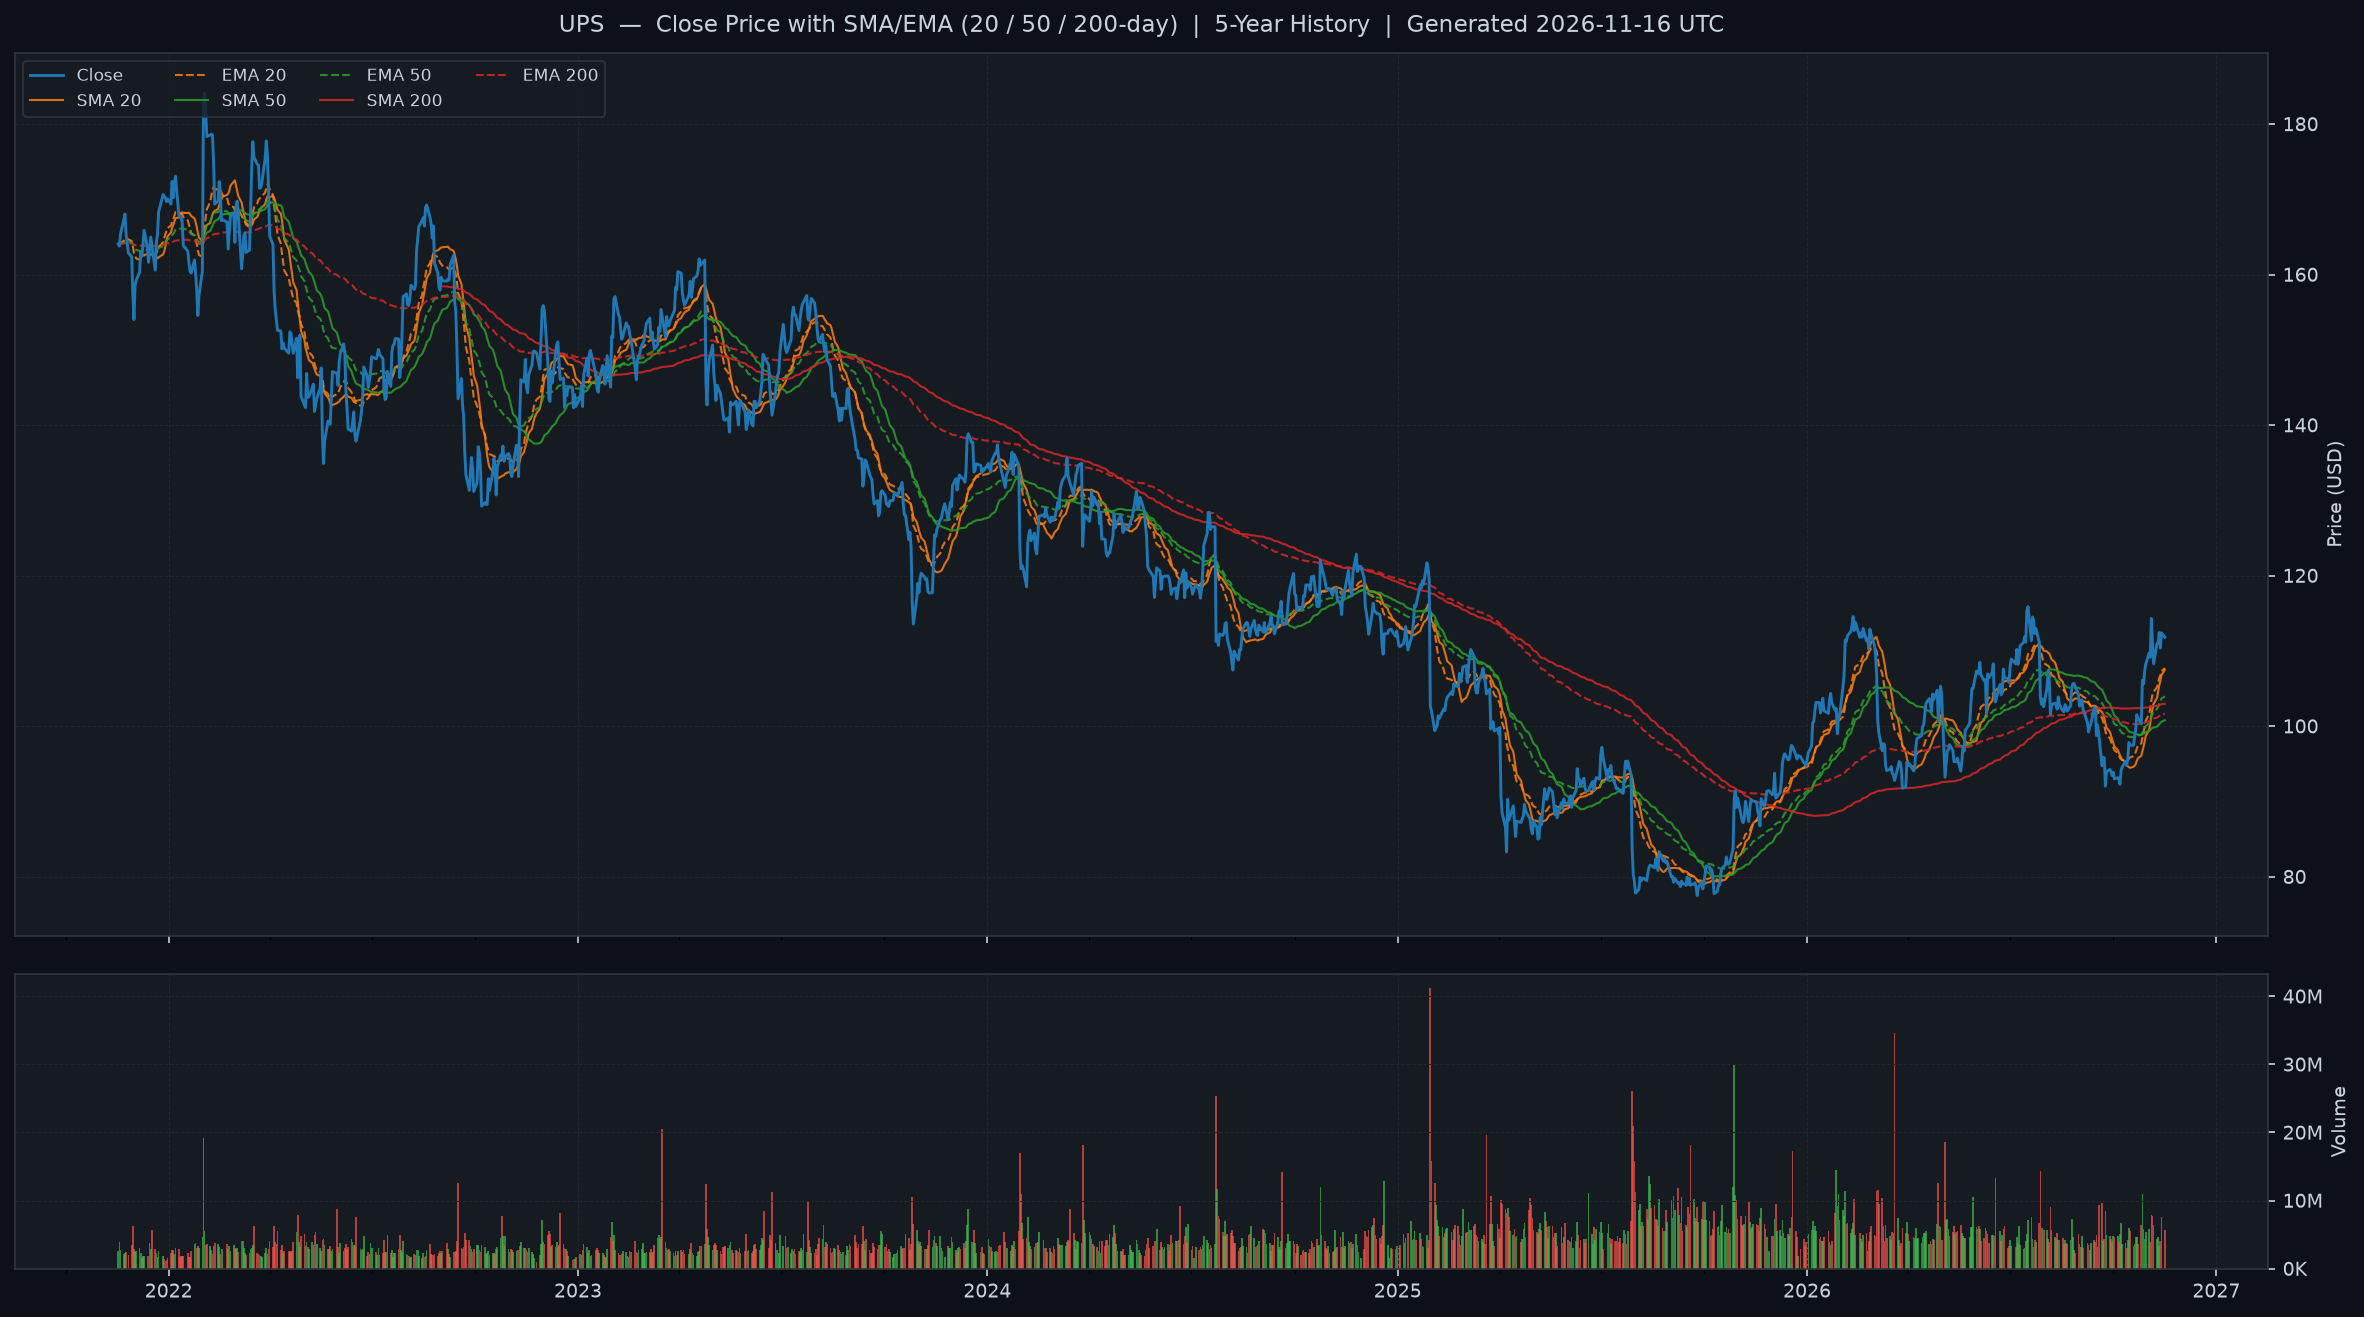 UPS — Close Price with SMA/EMA (20 / 50 / 200-day) | 5-Year History | Generated 2026-11-16 UTC
Close EMA 20 EMA 50 EMA 200
SMA 20 SMA 50 SMA 200
180
160
140
120
100
80
Price (USD)
40M
30M
20M
10M
0K
Volume
2022 2023 2024 2025 2026 2027